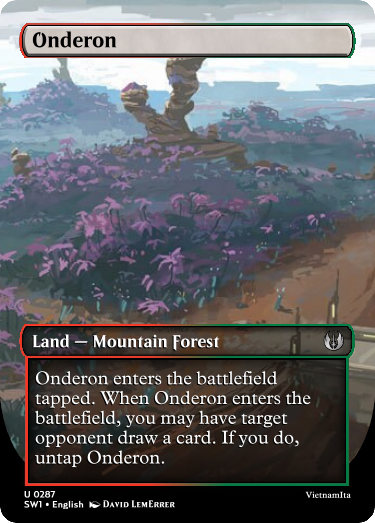 Onderon
Land — Mountain Forest
Onderon enters the battlefield
tapped. When Onderon enters the
battlefield, you may have target
opponent draw a card. If you do,
untap Onderon.
U 0287
SW1 • English David LemErrer
VietnamIta